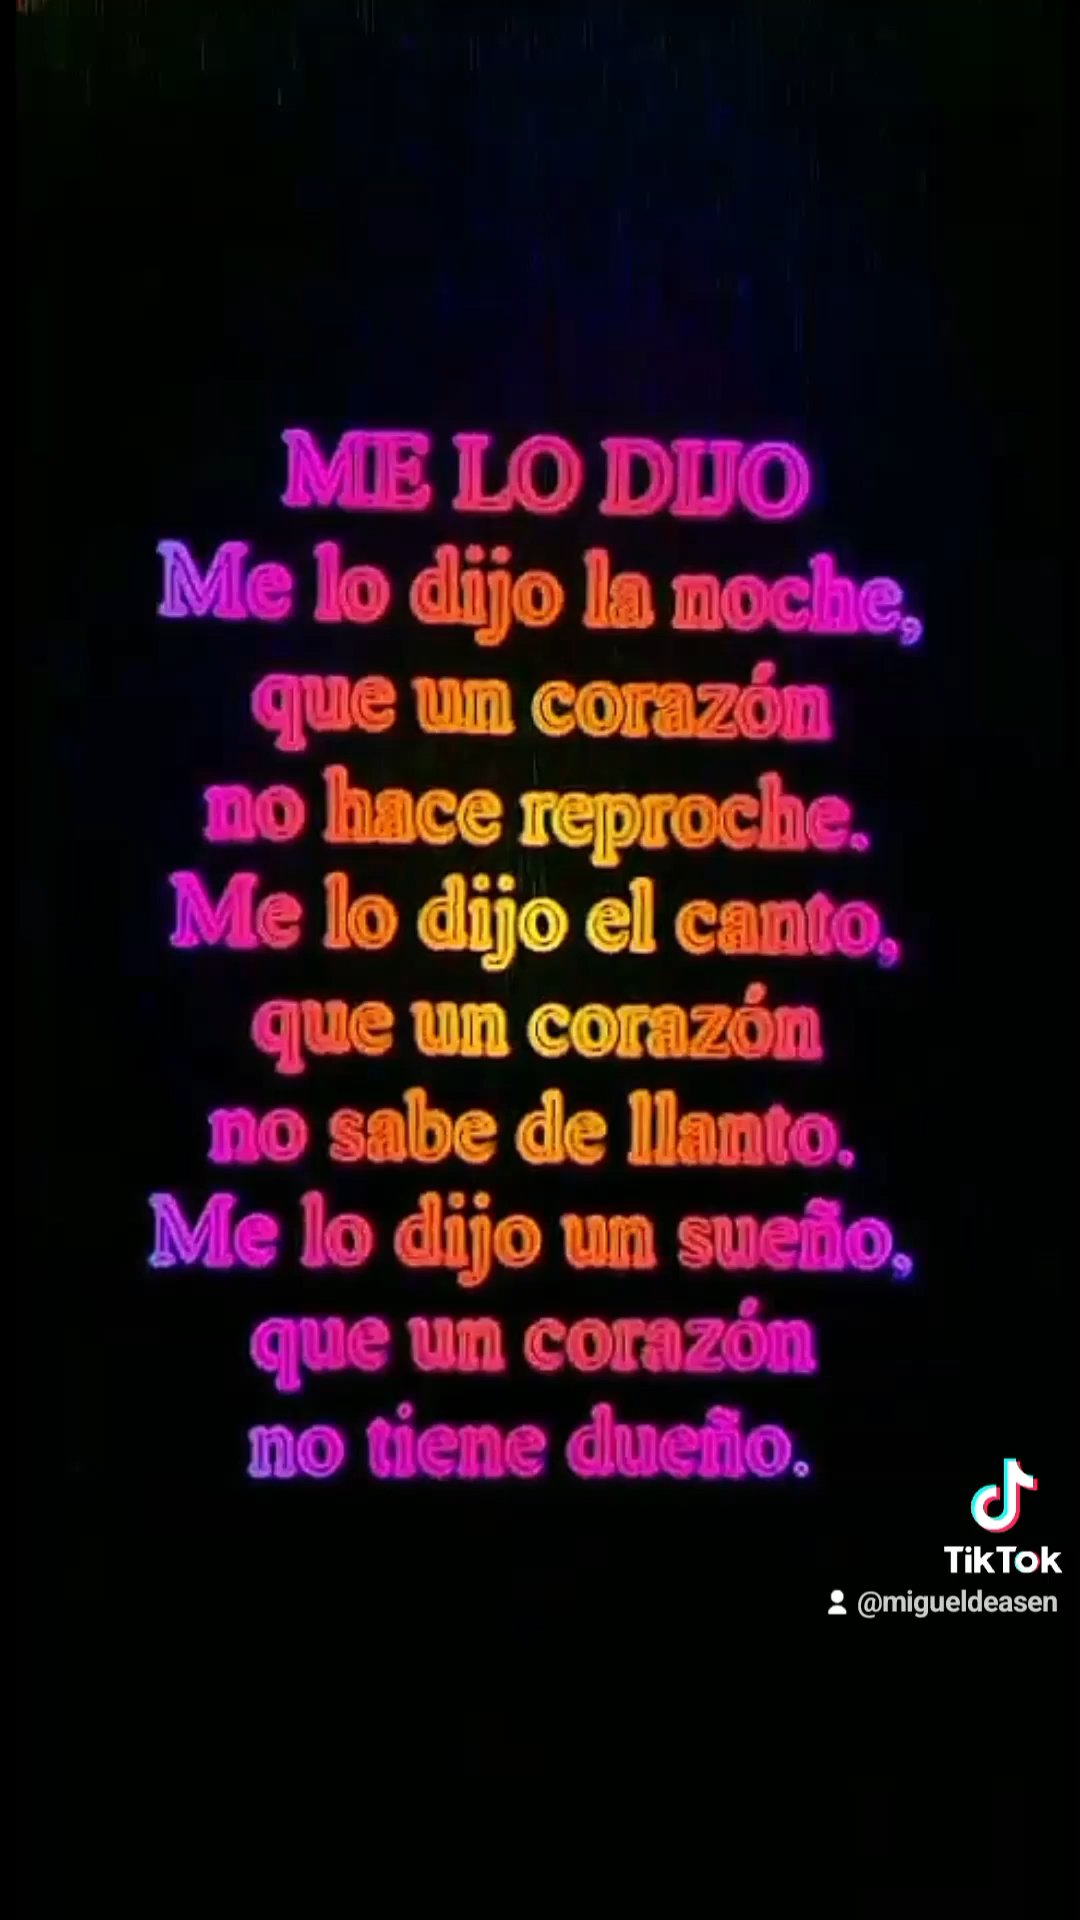 ME LO DIJO
Me lo dijo la noche,
que un corazón
no hace reproche.
Me lo dijo el canto,
que un corazón
no sabe de llanto.
Me lo dijo un sueño,
que un corazón
no tiene dueño.
TikTok
@migueldeasen